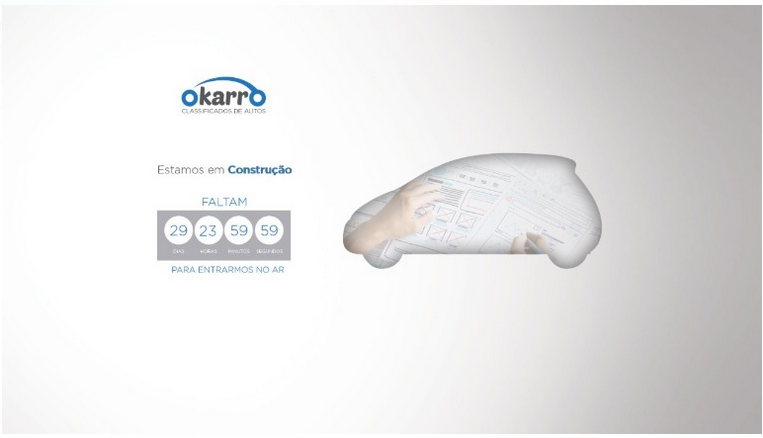 okarro
CLASSIFICADOS DE AUTOS
Estamos em Construção
FALTAM
29 23 59 59
DIAS HORAS MINUTOS SEGUNDOS
PARA ENTRARMOS NO AR